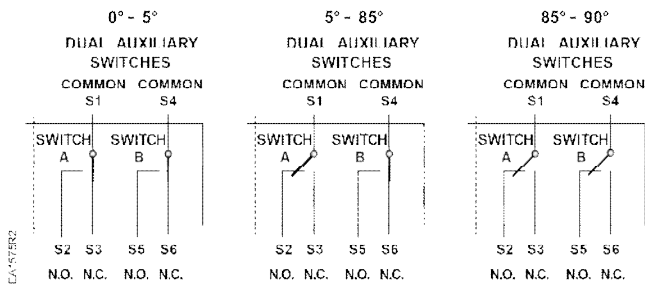 0° - 5°
DUAL AUXILIARY
SWITCHES
COMMON COMMON
S1 S4
SWITCH SWITCH
A B
S2 S3 S5 S6
N.O. N.C. N.O. N.C.
5° - 85°
DUAL AUXILIARY
SWITCHES
COMMON COMMON
S1 S4
SWITCH SWITCH
A B
S2 S3 S5 S6
N.O. N.C. N.O. N.C.
85° - 90°
DUAL AUXILIARY
SWITCHES
COMMON COMMON
S1 S4
SWITCH SWITCH
A B
S2 S3 S5 S6
N.O. N.C. N.O. N.C.
EA1575R2